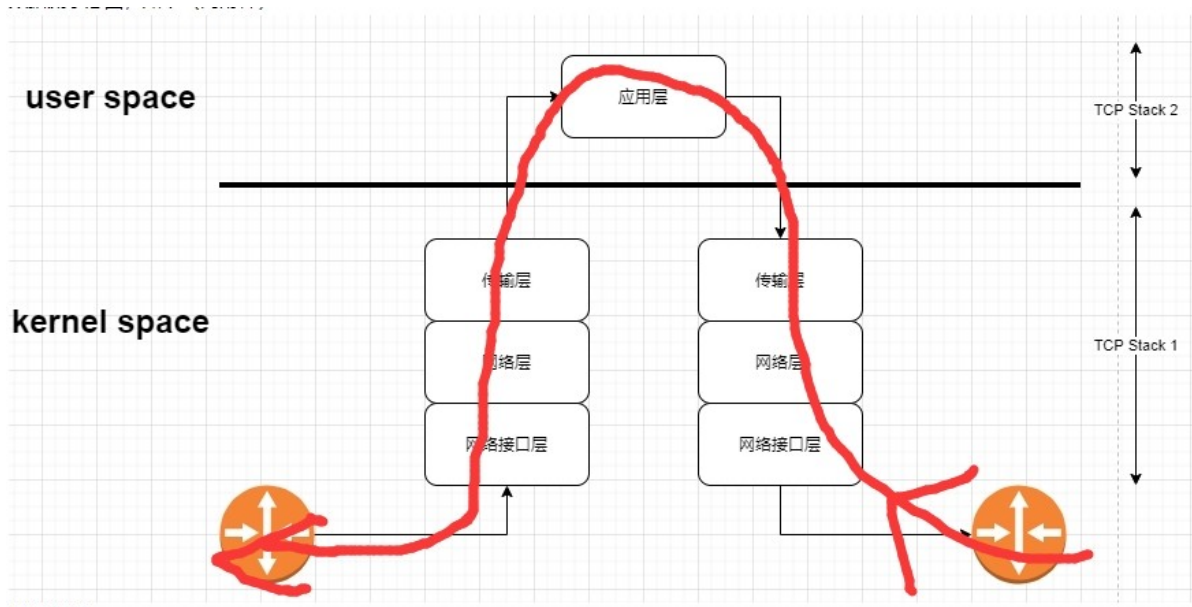 user space
应用层
TCP Stack 2
kernel space
传输层
传输层
网络层
网络层
TCP Stack 1
网络接口层
网络接口层